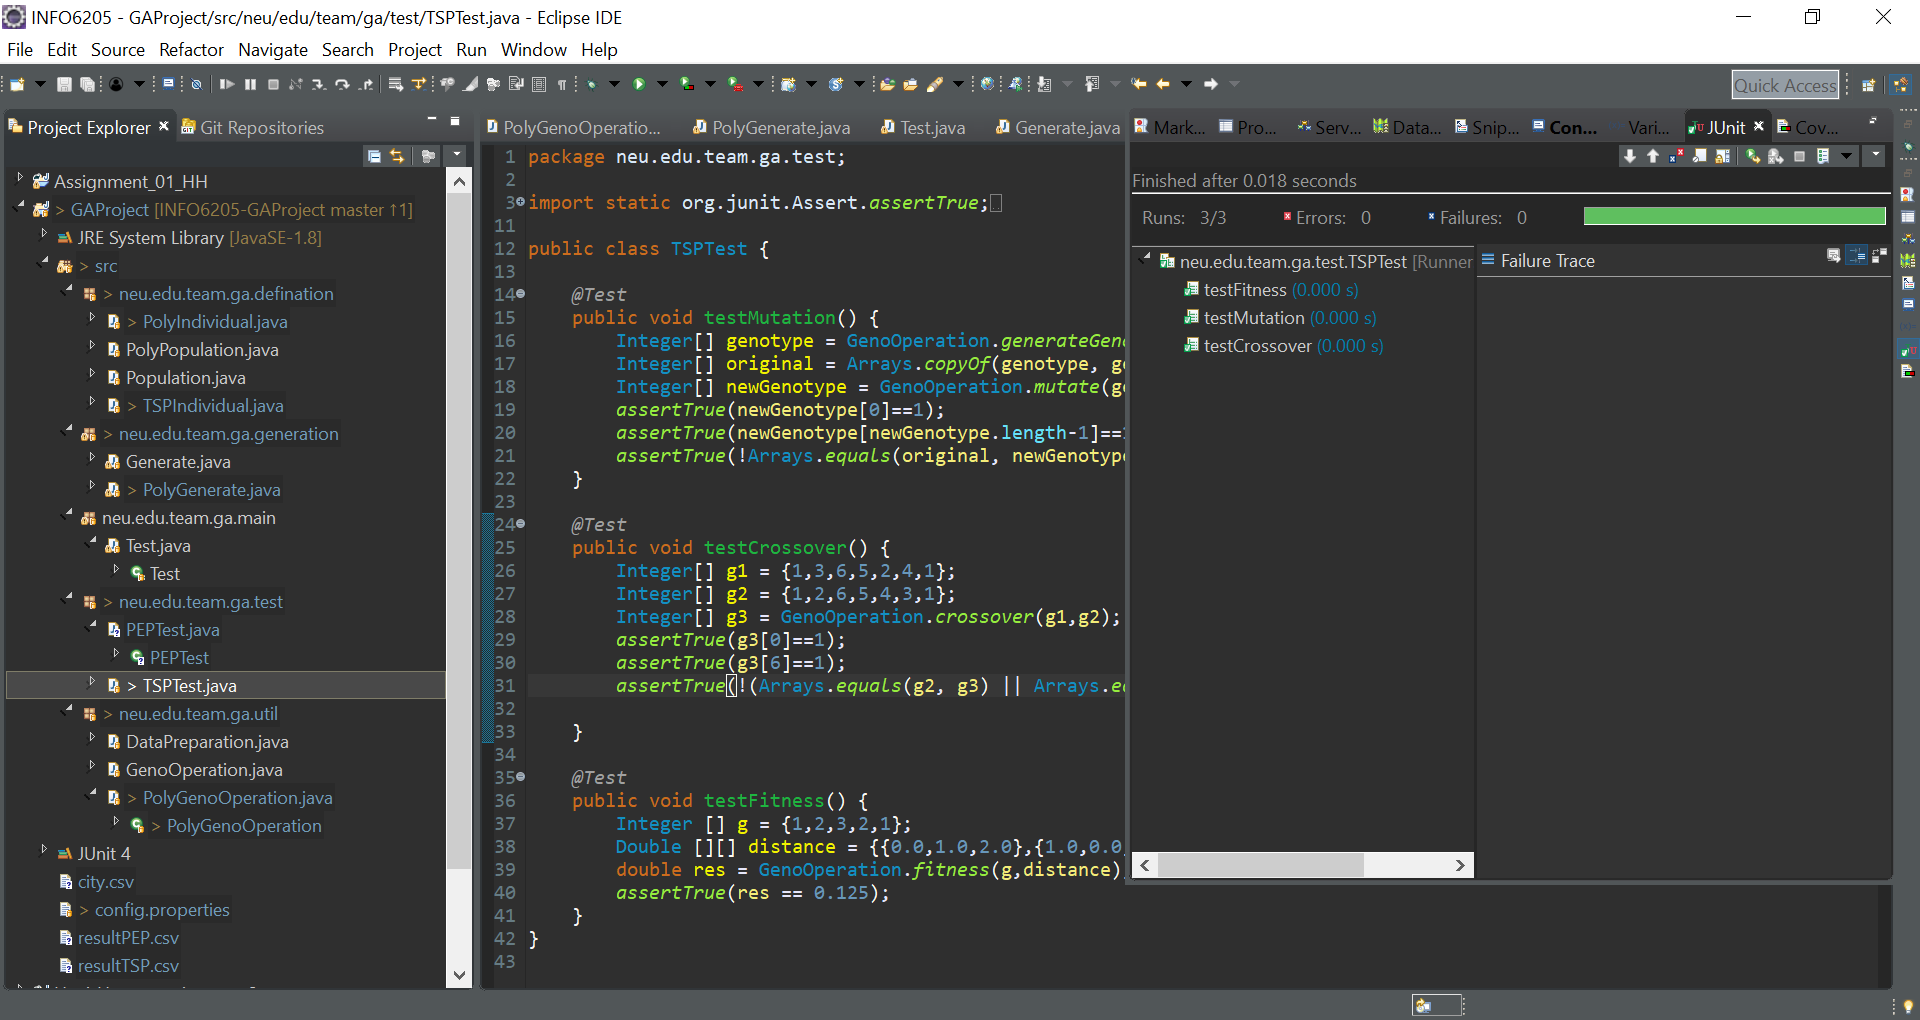 INFO6205 - GAProject/src/neu/edu/team/ga/test/TSPTest.java - Eclipse IDE
File Edit Source Refactor Navigate Search Project Run Window Help
Quick Access
Project Explorer
Git Repositories
Assignment_01_HH
> GAProject [INFO6205-GAProject master ↑1]
JRE System Library [JavaSE-1.8]
> src
> neu.edu.team.ga.defination
> PolyIndividual.java
PolyPopulation.java
Population.java
> TSPIndividual.java
> neu.edu.team.ga.generation
Generate.java
> PolyGenerate.java
neu.edu.team.ga.main
Test.java
Test
> neu.edu.team.ga.test
PEPTest.java
PEPTest
> TSPTest.java
> neu.edu.team.ga.util
DataPreparation.java
GenoOperation.java
> PolyGenoOperation.java
> PolyGenoOperation
JUnit 4
city.csv
> config.properties
resultPEP.csv
resultTSP.csv
PolyGenoOperatio...
PolyGenerate.java
Test.java
Generate.java
1 package neu.edu.team.ga.test;
2
3 import static org.junit.Assert.assertTrue;
11
12 public class TSPTest {
13
14 @Test
15 public void testMutation() {
16 Integer[] genotype = GenoOperation.generateGen
17 Integer[] original = Arrays.copyOf(genotype, g
18 Integer[] newGenotype = GenoOperation.mutate(g
19 assertTrue(newGenotype[0]==1);
20 assertTrue(newGenotype[newGenotype.length-1]==
21 assertTrue(!Arrays.equals(original, newGenotyp
22 }
23
24 @Test
25 public void testCrossover() {
26 Integer[] g1 = {1,3,6,5,2,4,1};
27 Integer[] g2 = {1,2,6,5,4,3,1};
28 Integer[] g3 = GenoOperation.crossover(g1,g2);
29 assertTrue(g3[0]==1);
30 assertTrue(g3[6]==1);
31 assertTrue(!(Arrays.equals(g2, g3) || Arrays.e
32
33 }
34
35 @Test
36 public void testFitness() {
37 Integer [] g = {1,2,3,2,1};
38 Double [][] distance = {{0.0,1.0,2.0},{1.0,0.0
39 double res = GenoOperation.fitness(g,distance)
40 assertTrue(res == 0.125);
41 }
42 }
43
Mark... Pro... Serv... Data... Snip... Con... Vari... JUnit Cov...
Finished after 0.018 seconds
Runs: 3/3 Errors: 0 Failures: 0
neu.edu.team.ga.test.TSPTest [Runner
testFitness (0.000 s)
testMutation (0.000 s)
testCrossover (0.000 s)
Failure Trace